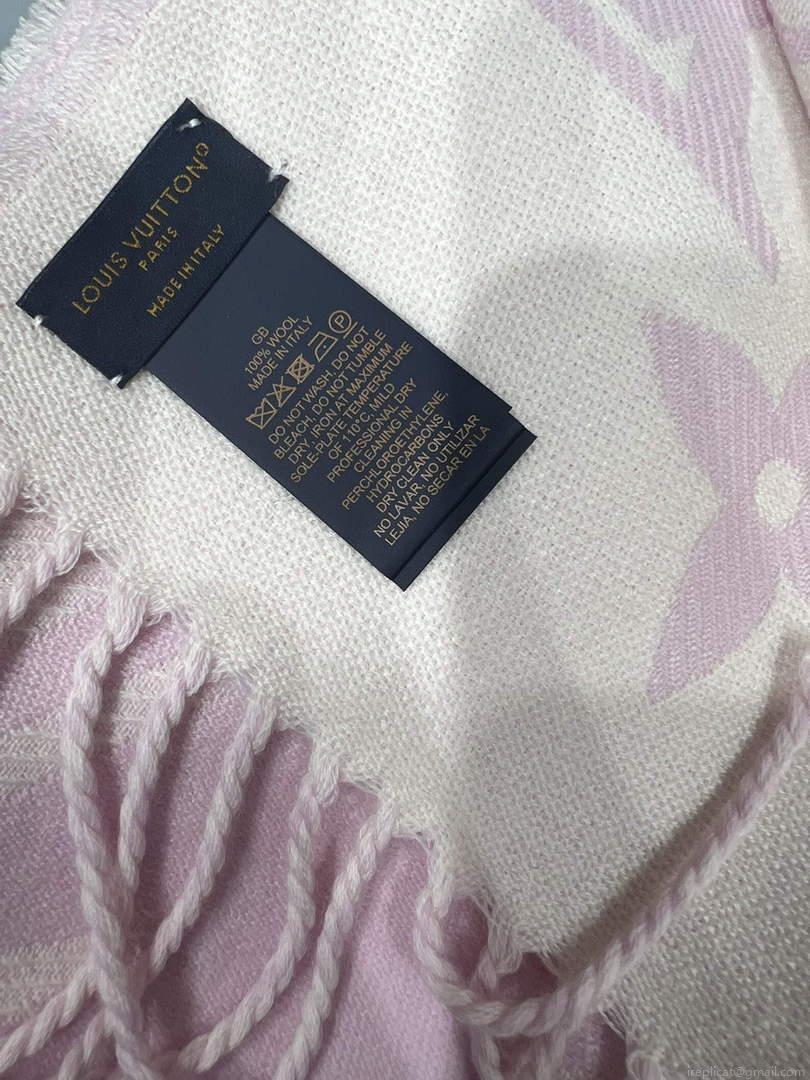 LOUIS VUITTON
PARIS
MADE IN ITALY
GB
100% WOOL
MADE IN ITALY
DO NOT WASH, DO NOT
BLEACH, DO NOT TUMBLE
DRY, IRON AT MAXIMUM
SOLE-PLATE TEMPERATURE
OF 110°C, MILD
PROFESSIONAL DRY
CLEANING IN
PERCHLOROETHYLENE,
HYDROCARBONS
DRY CLEAN ONLY
NO LAVAR, NO UTILIZAR
LEJIA, NO SECAR EN LA
ireplicat@gmail.com